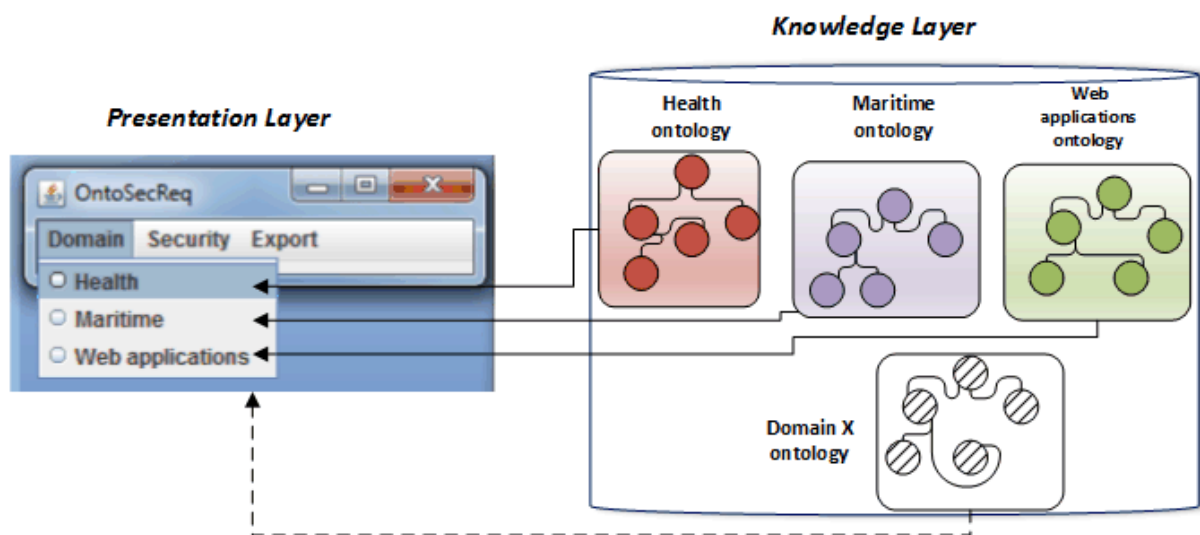 Knowledge Layer
Presentation Layer
Health
ontology
Maritime
ontology
Web
applications
ontology
OntoSecReq
Domain Security Export
Health
Maritime
Web applications
Domain X
ontology